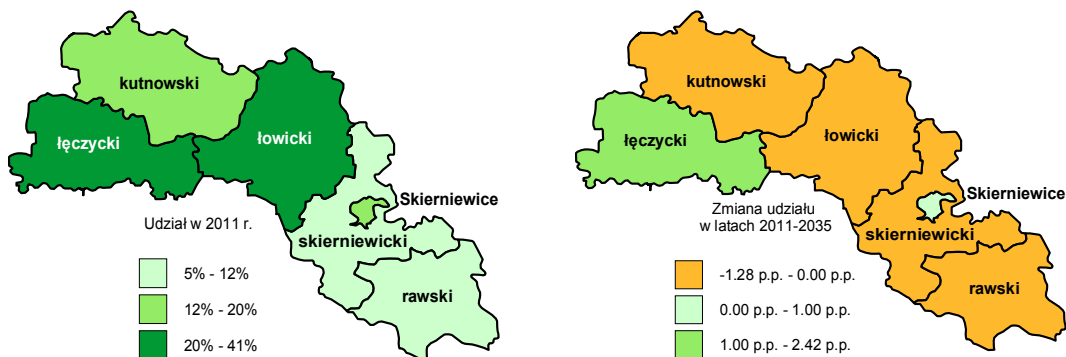 kutnowski
łęczycki
łowicki
Skierniewice
skierniewicki
rawski
Udział w 2011 r.
5% - 12%
12% - 20%
20% - 41%
kutnowski
łęczycki
łowicki
Skierniewice
skierniewicki
rawski
Zmiana udziału
w latach 2011-2035
-1.28 p.p. - 0.00 p.p.
0.00 p.p. - 1.00 p.p.
1.00 p.p. - 2.42 p.p.